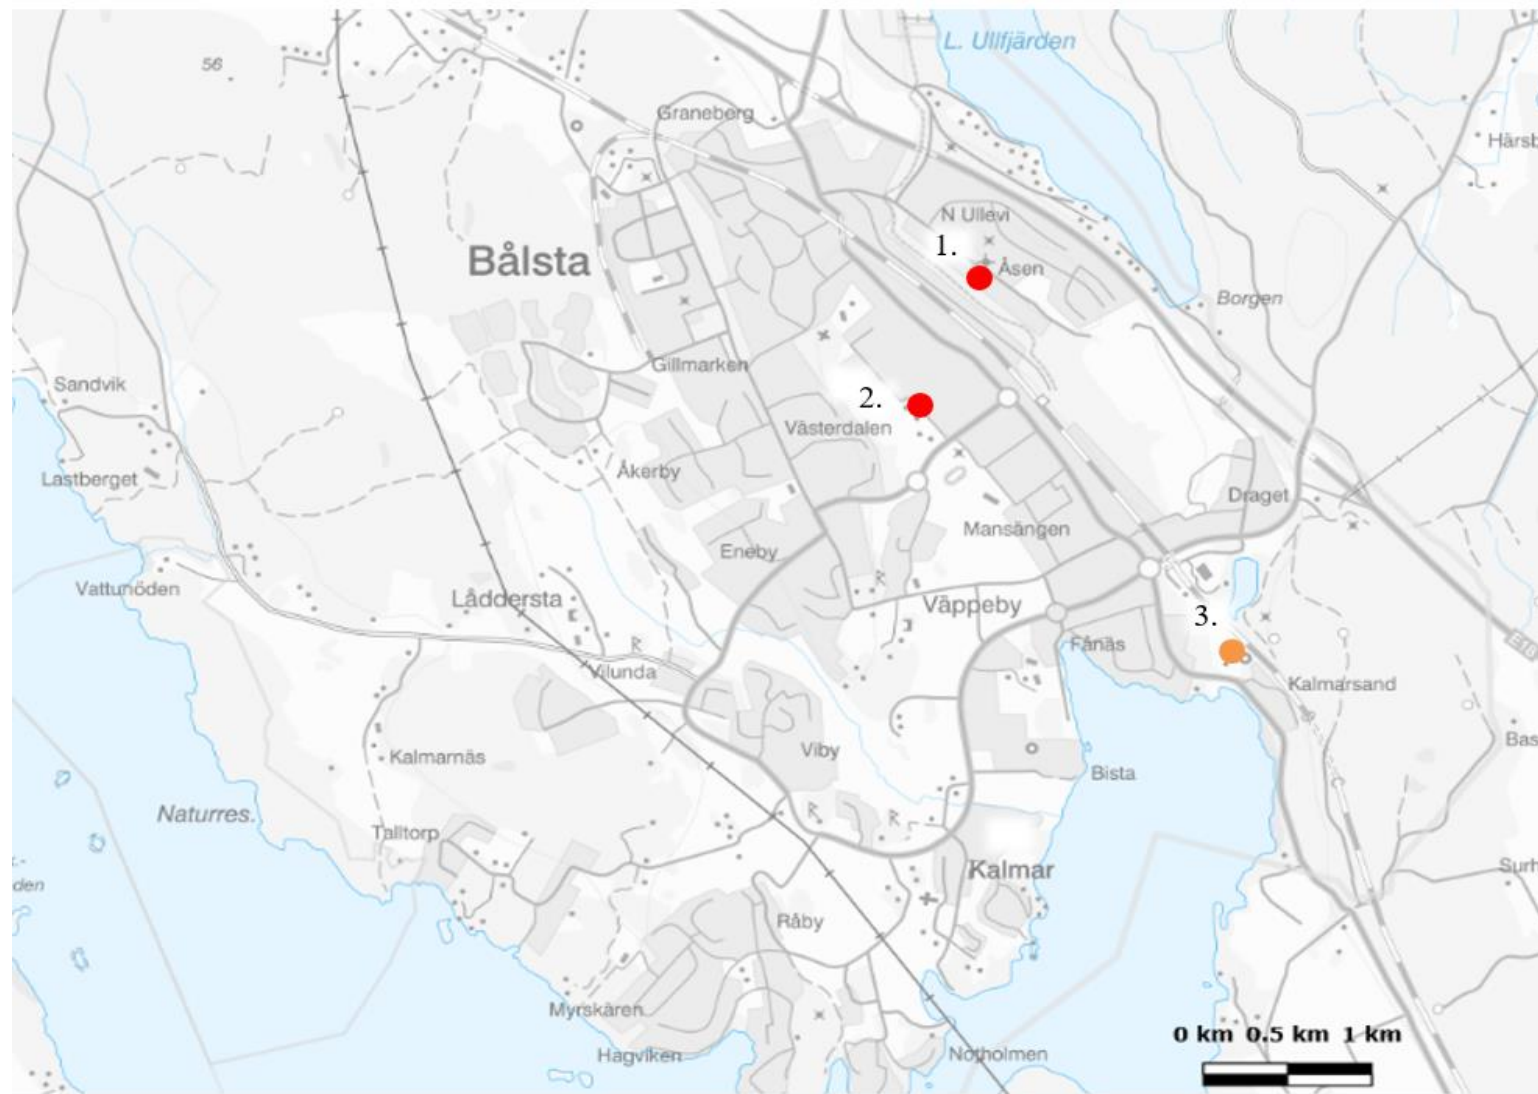 L. Ullfjärden
56
Graneberg
Härsb
N Ullevi
1.
Bålsta
Åsen
Borgen
Gillmarken
Sandvik
2.
Västerdalen
Åkerby
Lastberget
Draget
Mansängen
Eneby
Vattunöden
Låddersta
Väppeby
3.
Fånäs
Vilunda
Kalmarsand
Bas
Viby
Kalmarnäs
Bista
Naturres.
Talltorp
Kalmar
Surh
den
Råby
Myrskären
0 km 0.5 km 1 km
Hagviken
Notholmen